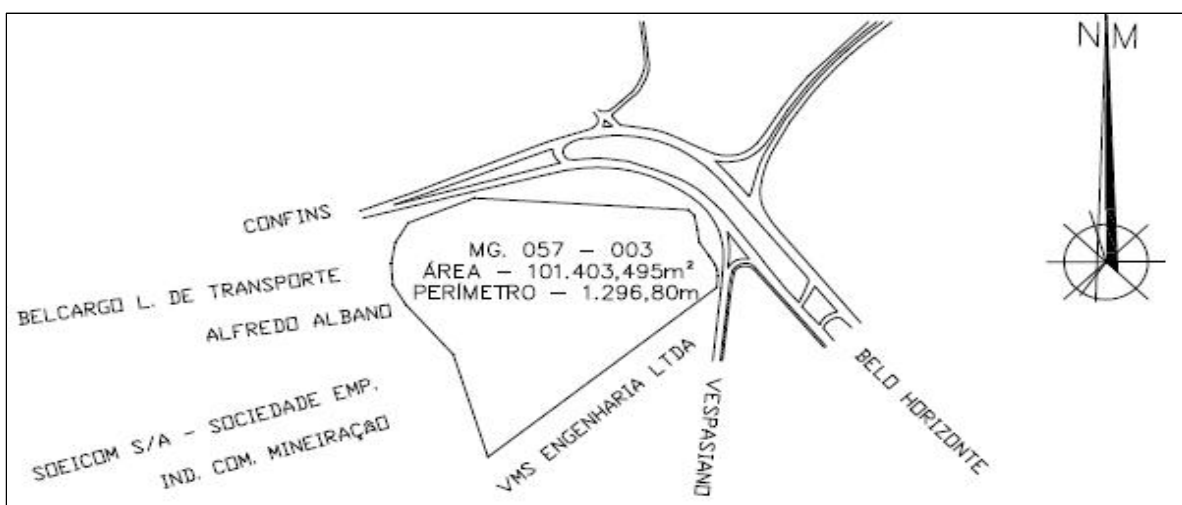 N M
CONFINS
MG. 057 - 003
ÁREA - 101.403,495m²
PERÍMETRO - 1.296,80m
BELCARGO L. DE TRANSPORTE
ALFREDO ALBANO
SOEICOM S/A - SOCIEDADE EMP.
IND. COM. MINEIRAÇÃO
VMS ENGENHARIA LTDA
VESPASIANO
BELO HORIZONTE